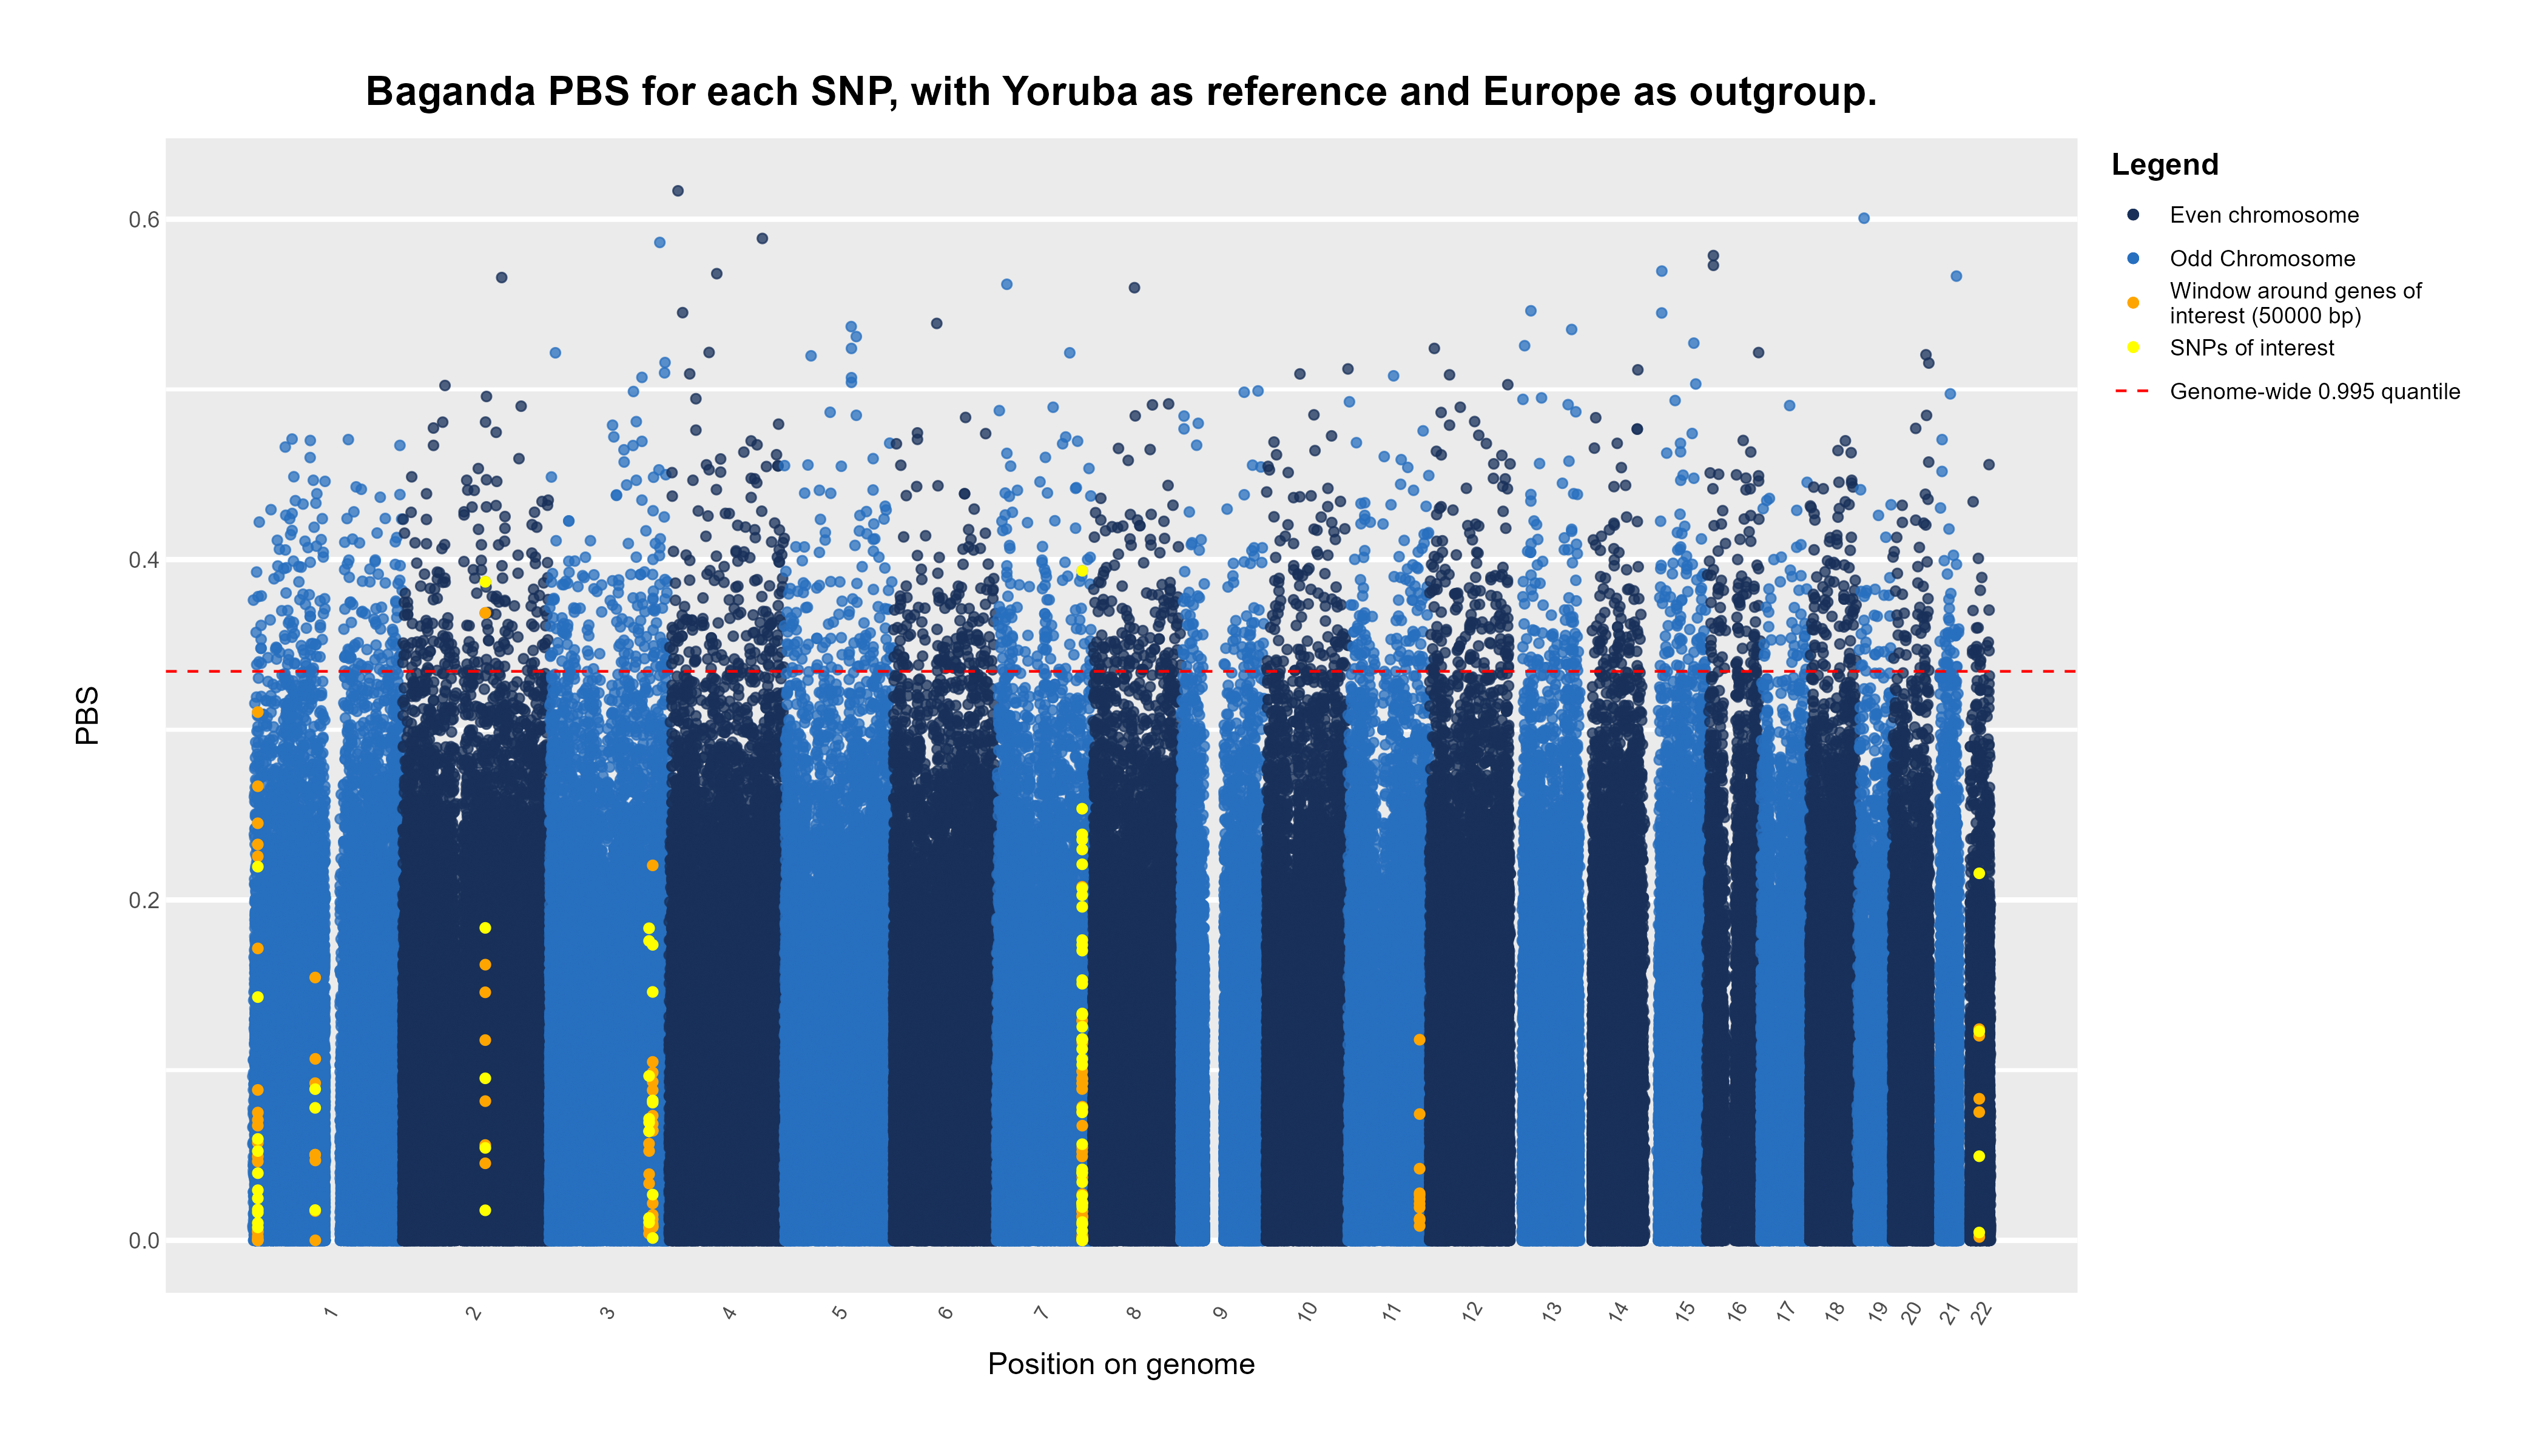 Baganda PBS for each SNP, with Yoruba as reference and Europe as outgroup.
Legend
Even chromosome
Odd Chromosome
Window around genes of
interest (50000 bp)
SNPs of interest
Genome-wide 0.995 quantile
PBS
0.6
0.4
0.2
0.0
1 2 3 4 5 6 7 8 9 10 11 12 13 14 15 16 17 18 19 20 21 22
Position on genome